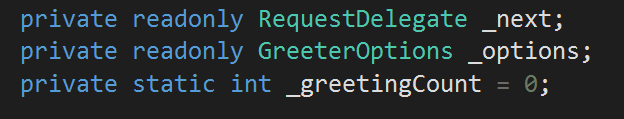 private readonly RequestDelegate _next;
private readonly GreeterOptions _options;
private static int _greetingCount = 0;